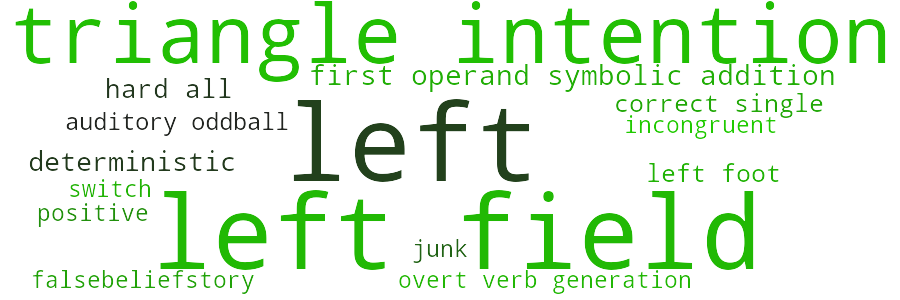 triangle intention
first operand symbolic addition
hard all
correct single
auditory oddball
left
incongruent
deterministic
left foot
switch
positive
left field
junk
falsebeliefstory
overt verb generation